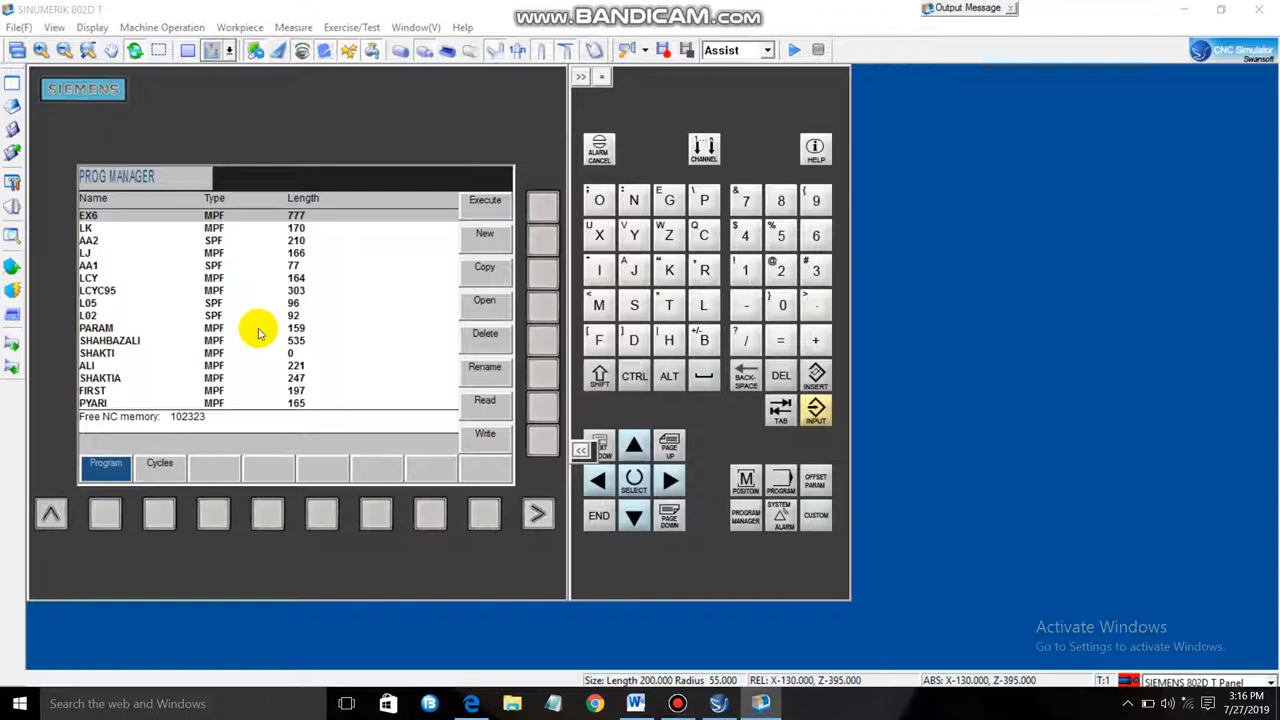 SINUMERIK 802D T
www.BANDICAM.com
Output Message
File(F) View Display Machine Operation Workpiece Measure Exercise/Test Window(V) Help
Assist
CNC Simulator
Swansoft
SIEMENS
PROG MANAGER
Name Type Length
EX6 MPF 777
LK MPF 170
AA2 SPF 210
LJ MPF 166
AA1 SPF 77
LCY MPF 164
LCYC95 MPF 303
L05 SPF 96
L02 SPF 92
PARAM MPF 159
SHAHBAZALI MPF 535
SHAKTI MPF 0
ALI MPF 221
SHAKTIA MPF 247
FIRST MPF 197
PYARI MPF 165
Free NC memory: 102323
Execute
New
Copy
Open
Delete
Rename
Read
Write
Program Cycles
>> 
ALARM CANCEL
CHANNEL
HELP
; O : N E G \ P & 7 * 8 ( 9
U X V Y W Z Q C $ 4 % 5 ^ 6
I A J " K ' R ! 1 @ 2 # 3
< M S * T L - } 0 > .
[ F ] D | H +/- B ? / = +
SHIFT CTRL ALT BACK-SPACE DEL INSERT
TAB INPUT
<< PAGE UP
SELECT M POSITION PROGRAM OFFSET PARAM
END PAGE DOWN PROGRAM MANAGER SYSTEM ALARM CUSTOM
Activate Windows
Go to Settings to activate Windows.
Size: Length 200.000 Radius 55.000 REL: X-130.000, Z-395.000 ABS: X-130.000, Z-395.000 T:1 SIEMENS 802D T Panel
Search the web and Windows
3:16 PM
7/27/2019